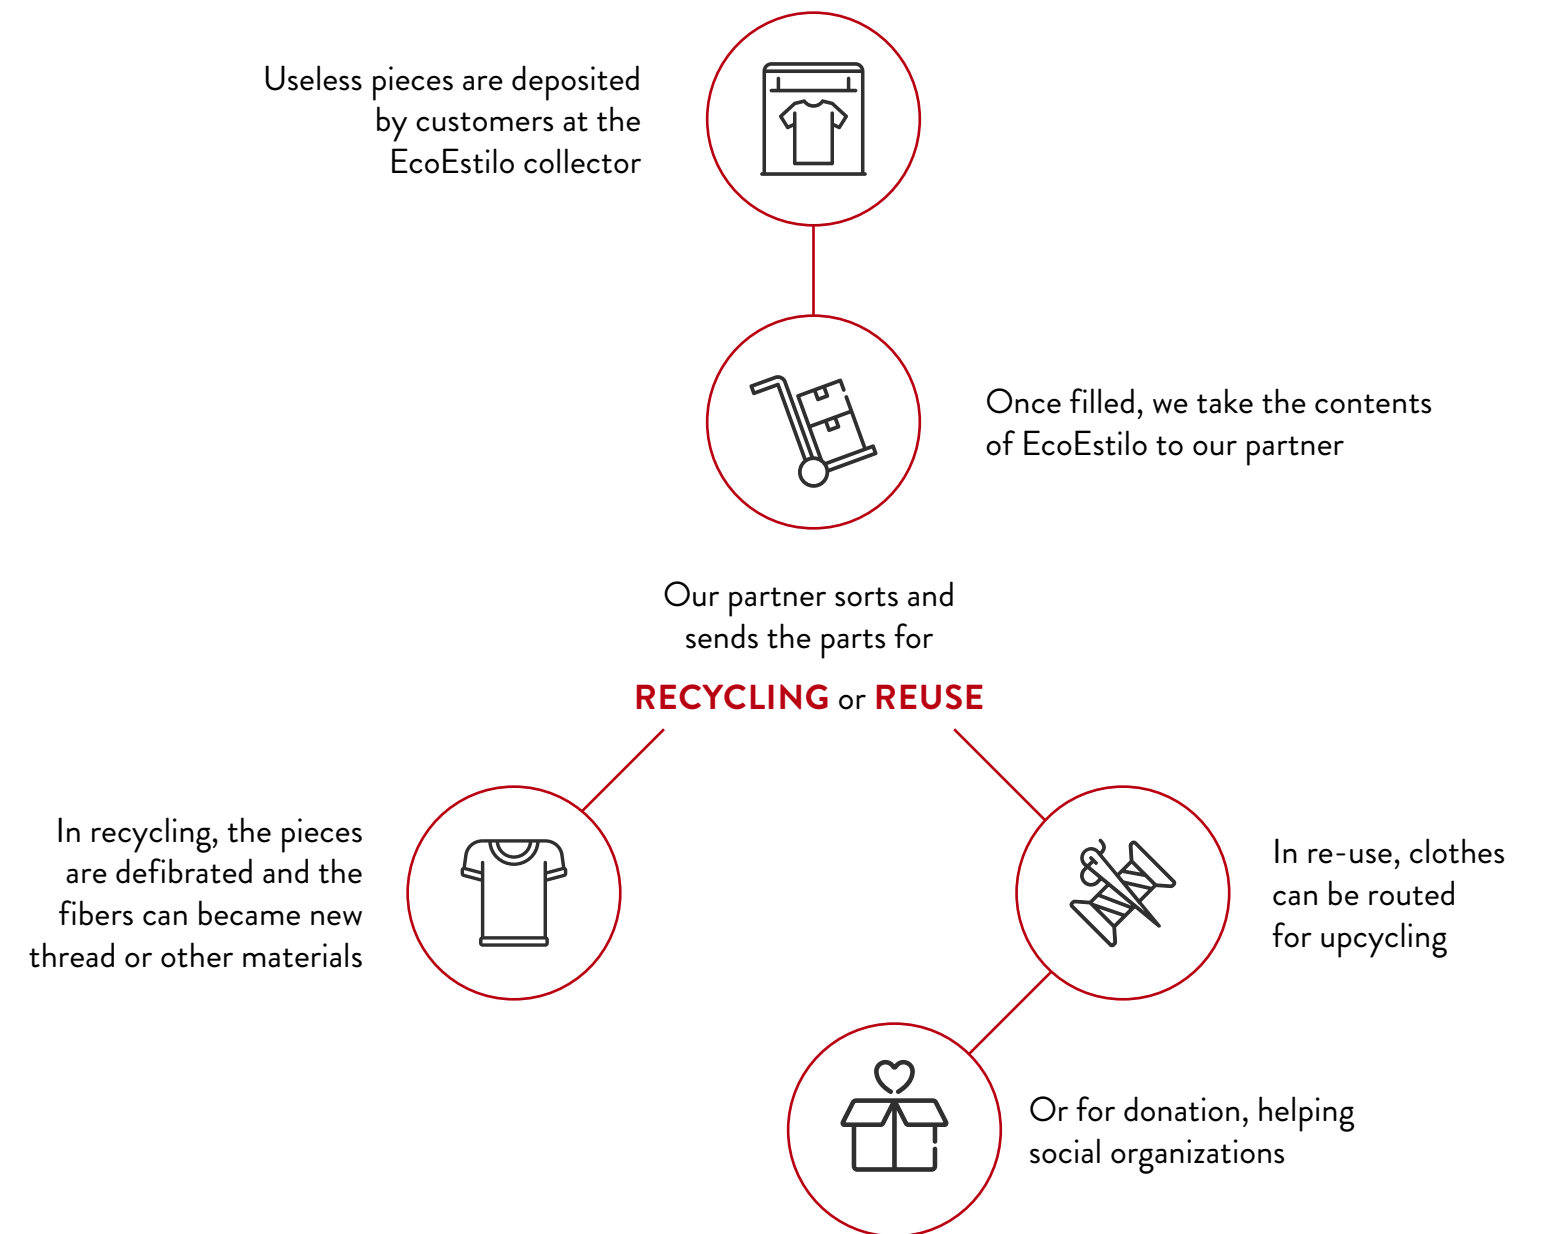 Useless pieces are deposited
by customers at the
EcoEstilo collector
Once filled, we take the contents
of EcoEstilo to our partner
Our partner sorts and
sends the parts for
RECYCLING or REUSE
In recycling, the pieces
are defibrated and the
fibers can became new
thread or other materials
In re-use, clothes
can be routed
for upcycling
Or for donation, helping
social organizations